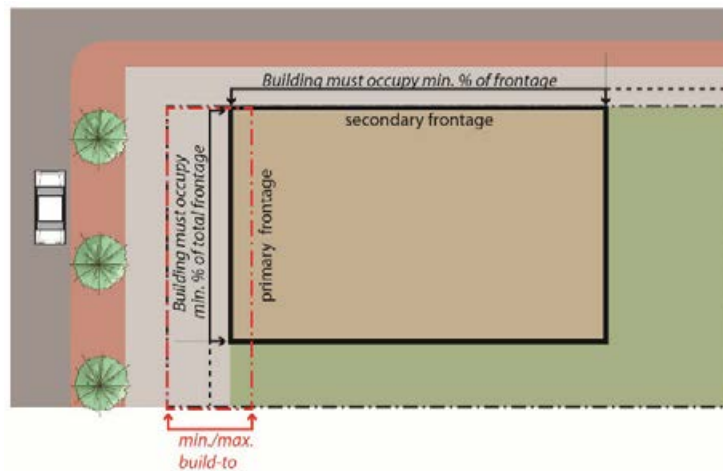 Building must occupy min. % of frontage
secondary frontage
Building must occupy
min. % of total frontage
primary frontage
min./max.
build-to